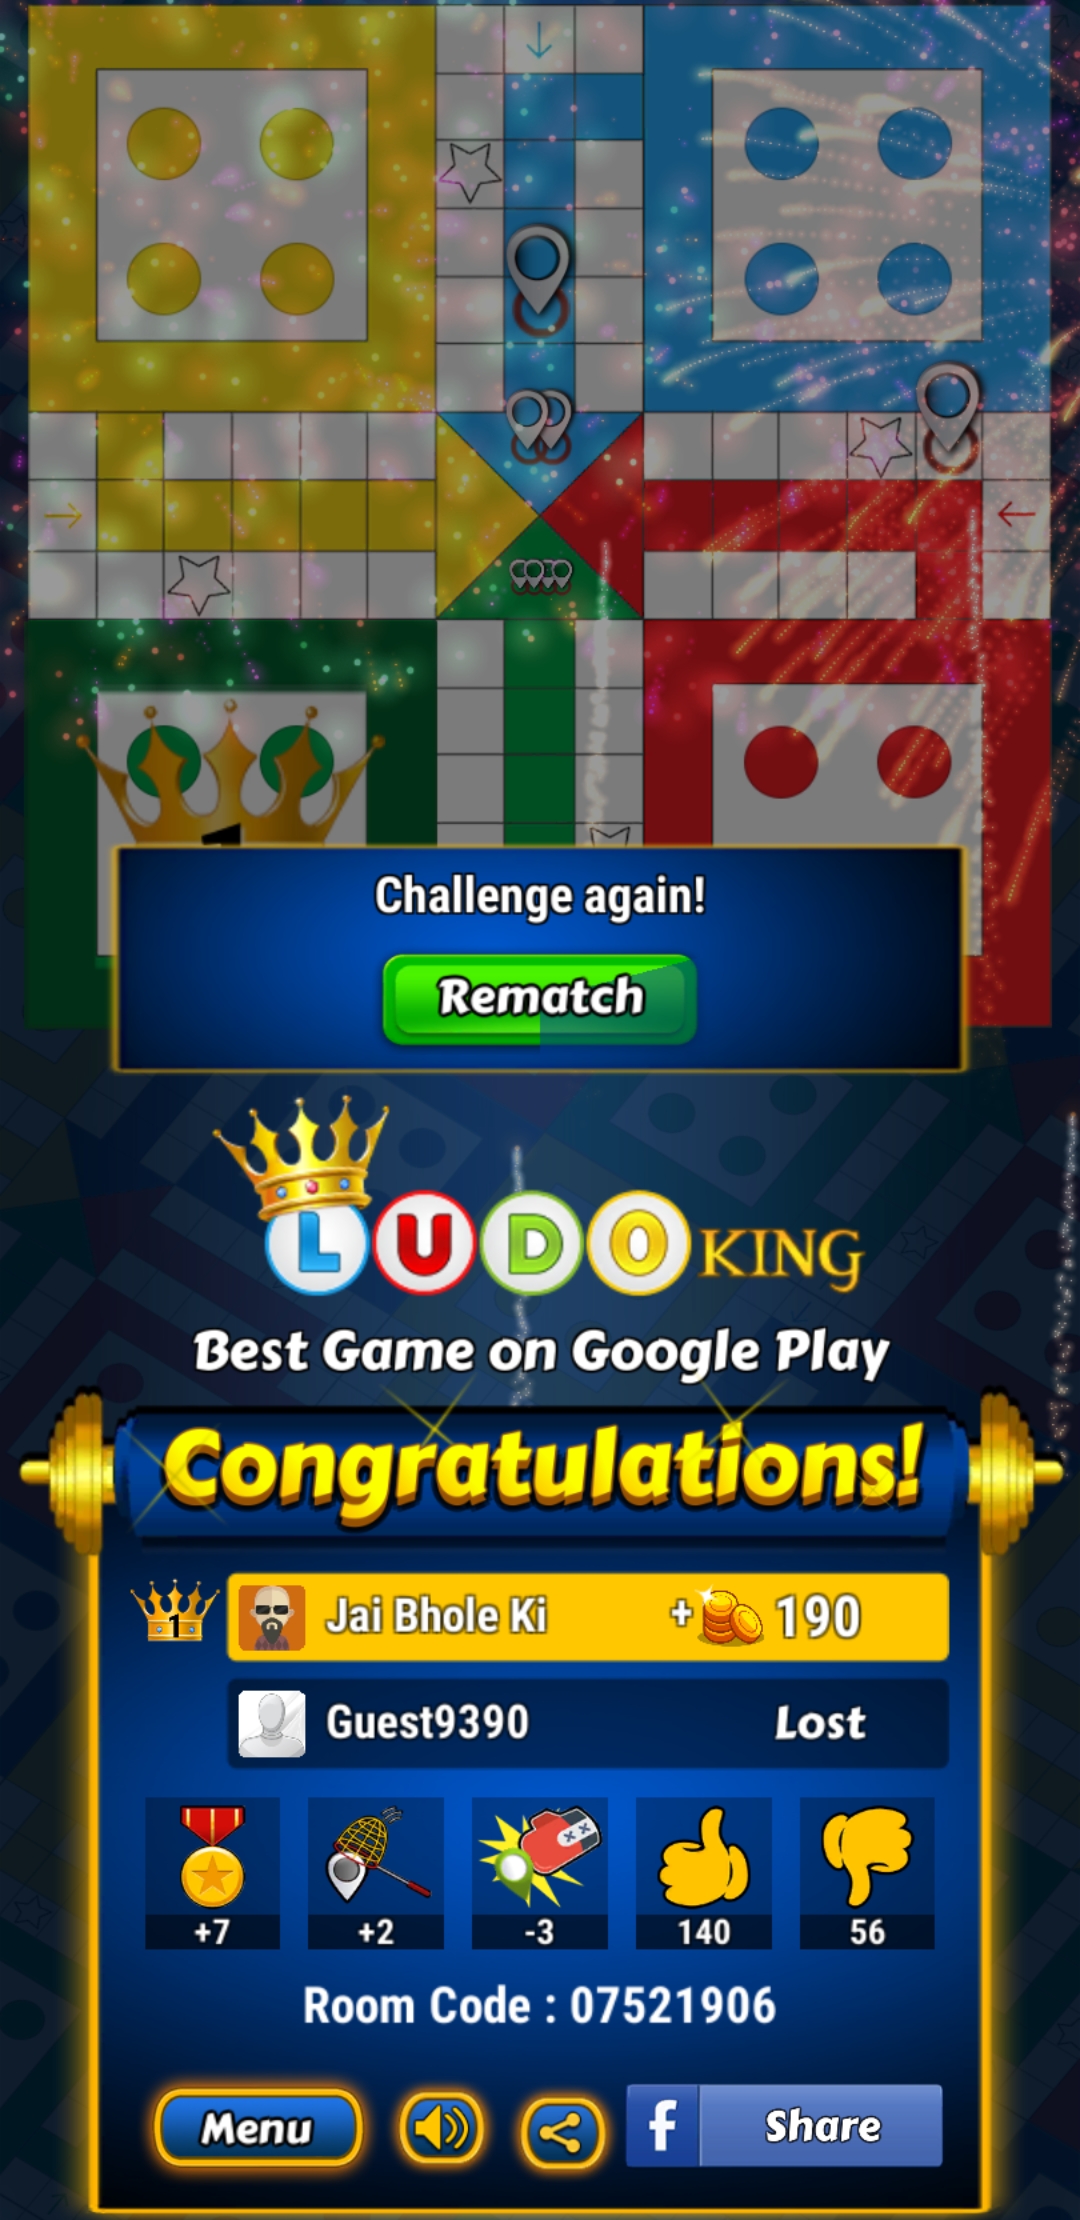 Challenge again!
Rematch
LUDO KING
Best Game on Google Play
Congratulations!
1 Jai Bhole Ki + 190
Guest9390 Lost
+7 +2 -3 140 56
Room Code : 07521906
Menu f Share